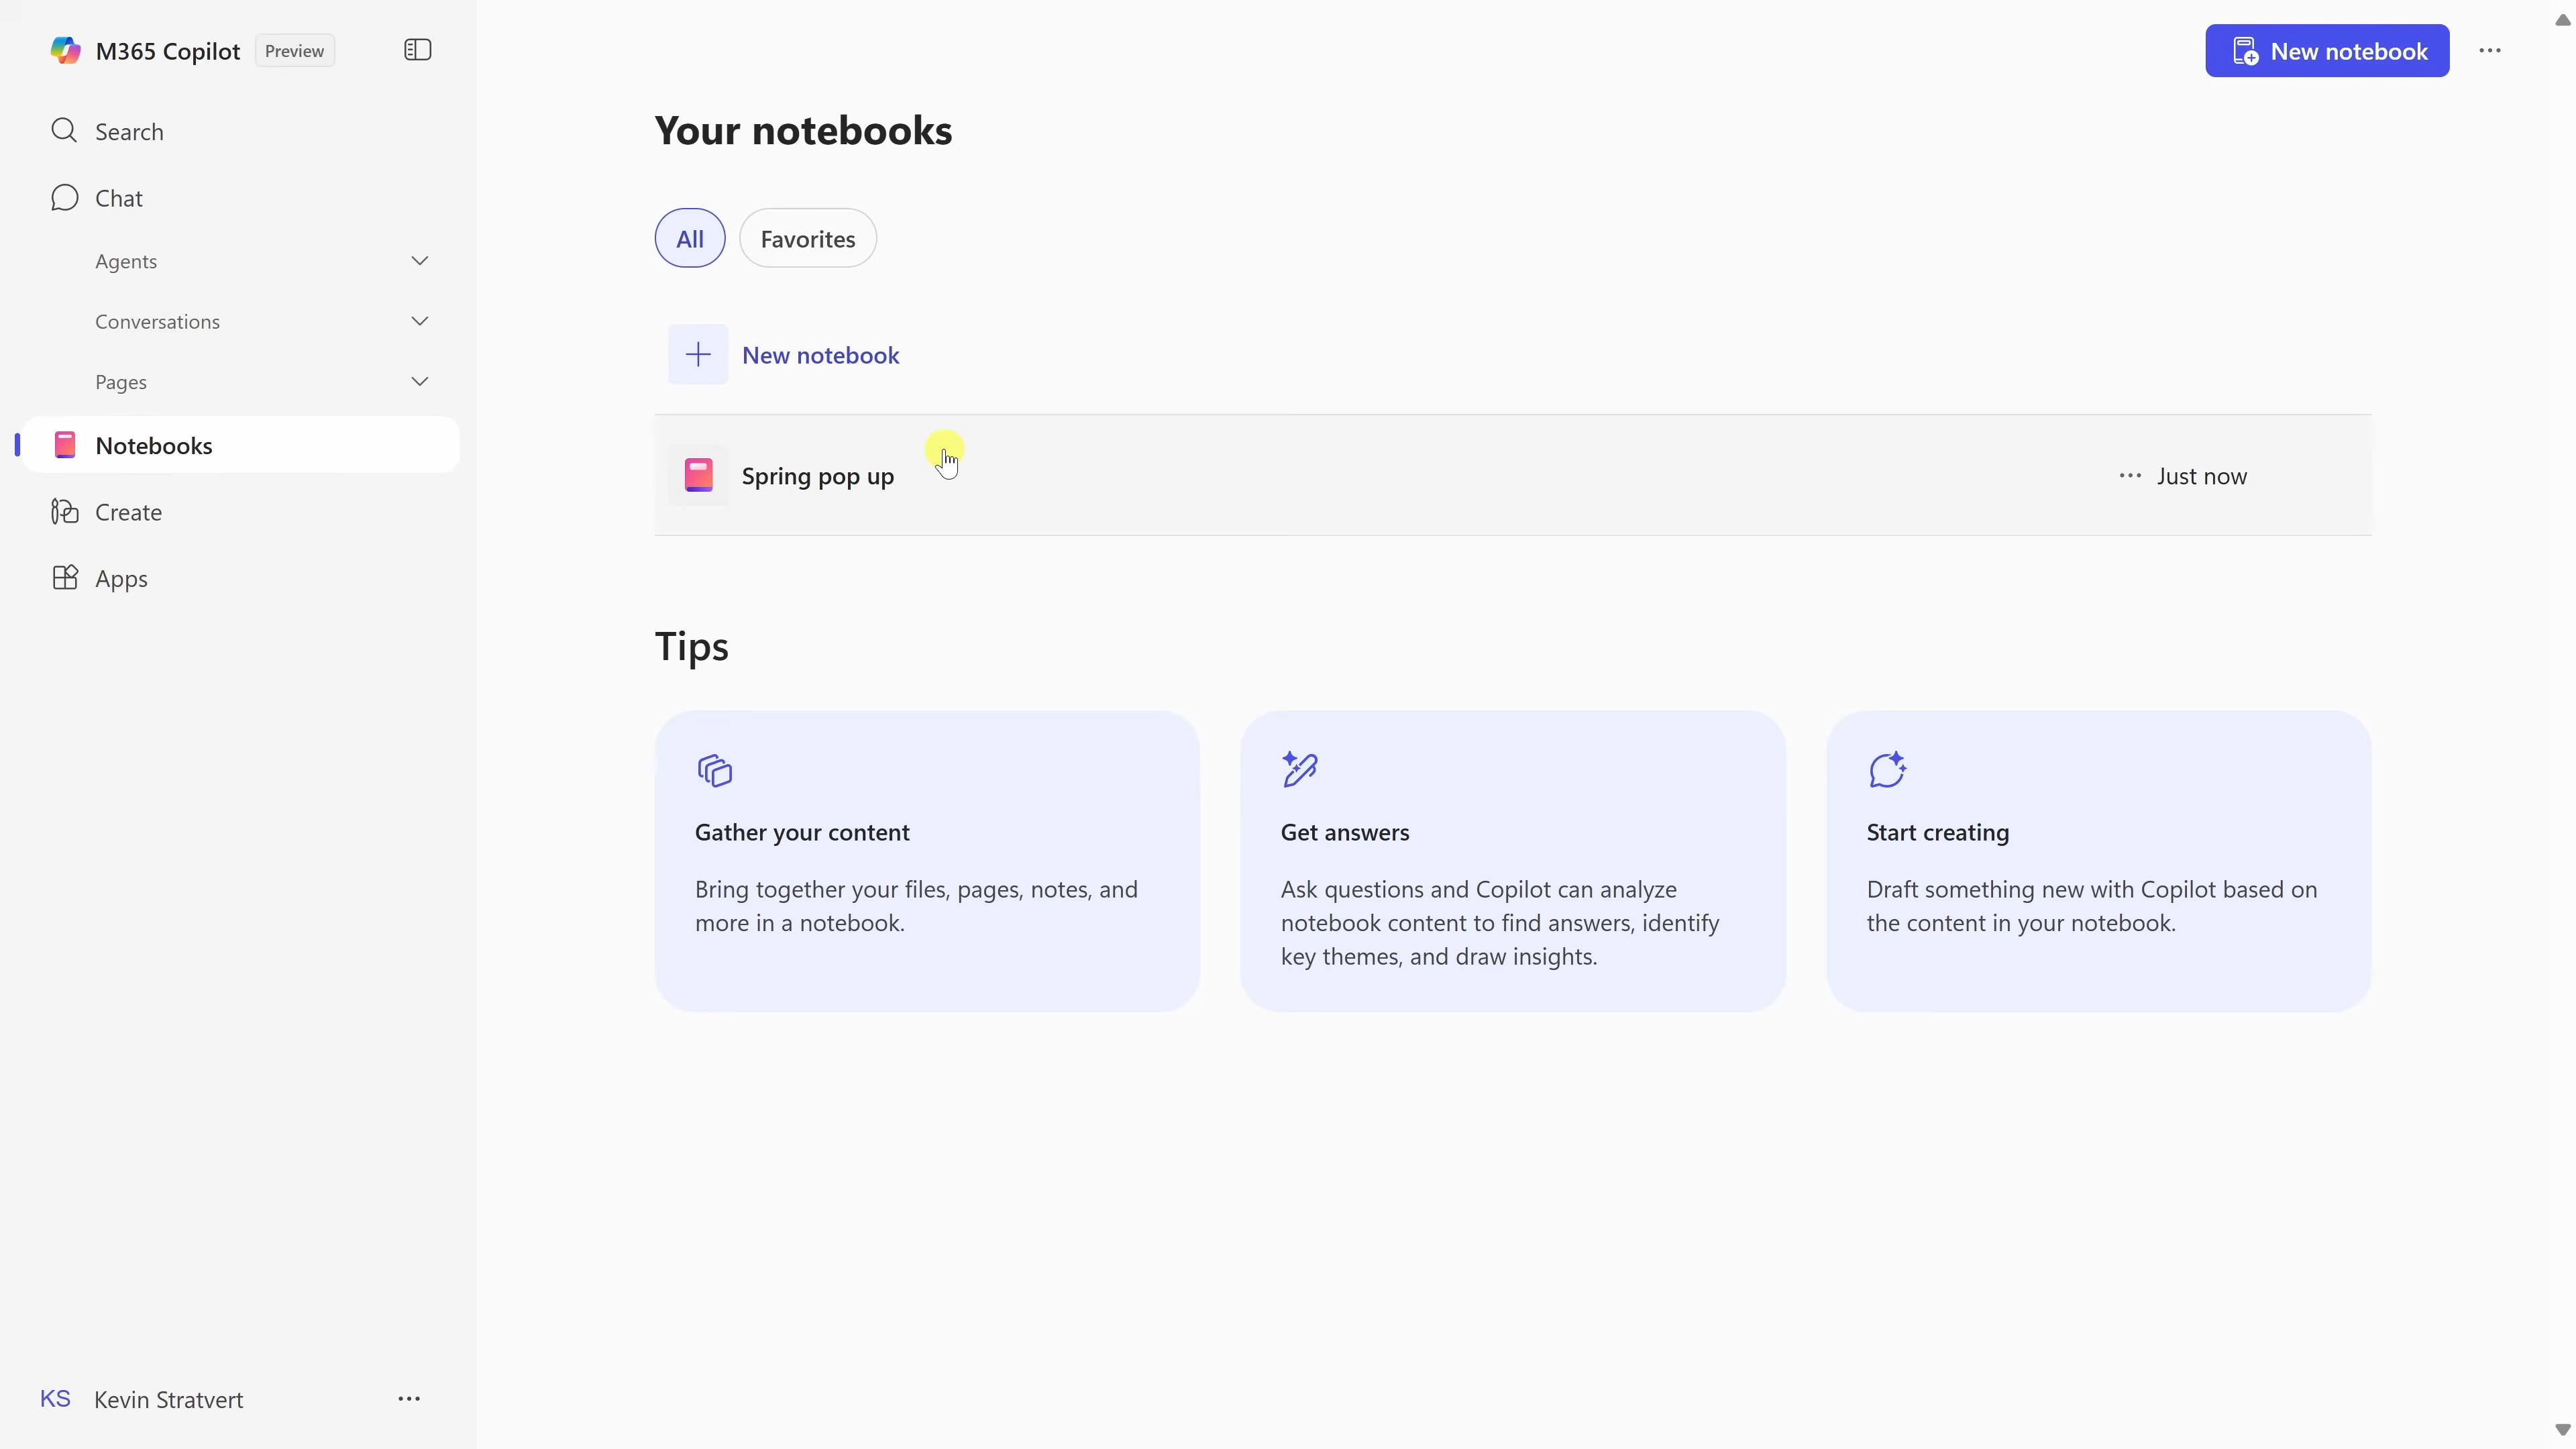 M365 Copilot
Preview
New notebook
Search
Chat
Agents
Conversations
Pages
Notebooks
Create
Apps
Your notebooks
All
Favorites
New notebook
Spring pop up
Just now
Tips
Gather your content
Bring together your files, pages, notes, and
more in a notebook.
Get answers
Ask questions and Copilot can analyze
notebook content to find answers, identify
key themes, and draw insights.
Start creating
Draft something new with Copilot based on
the content in your notebook.
KS
Kevin Stratvert